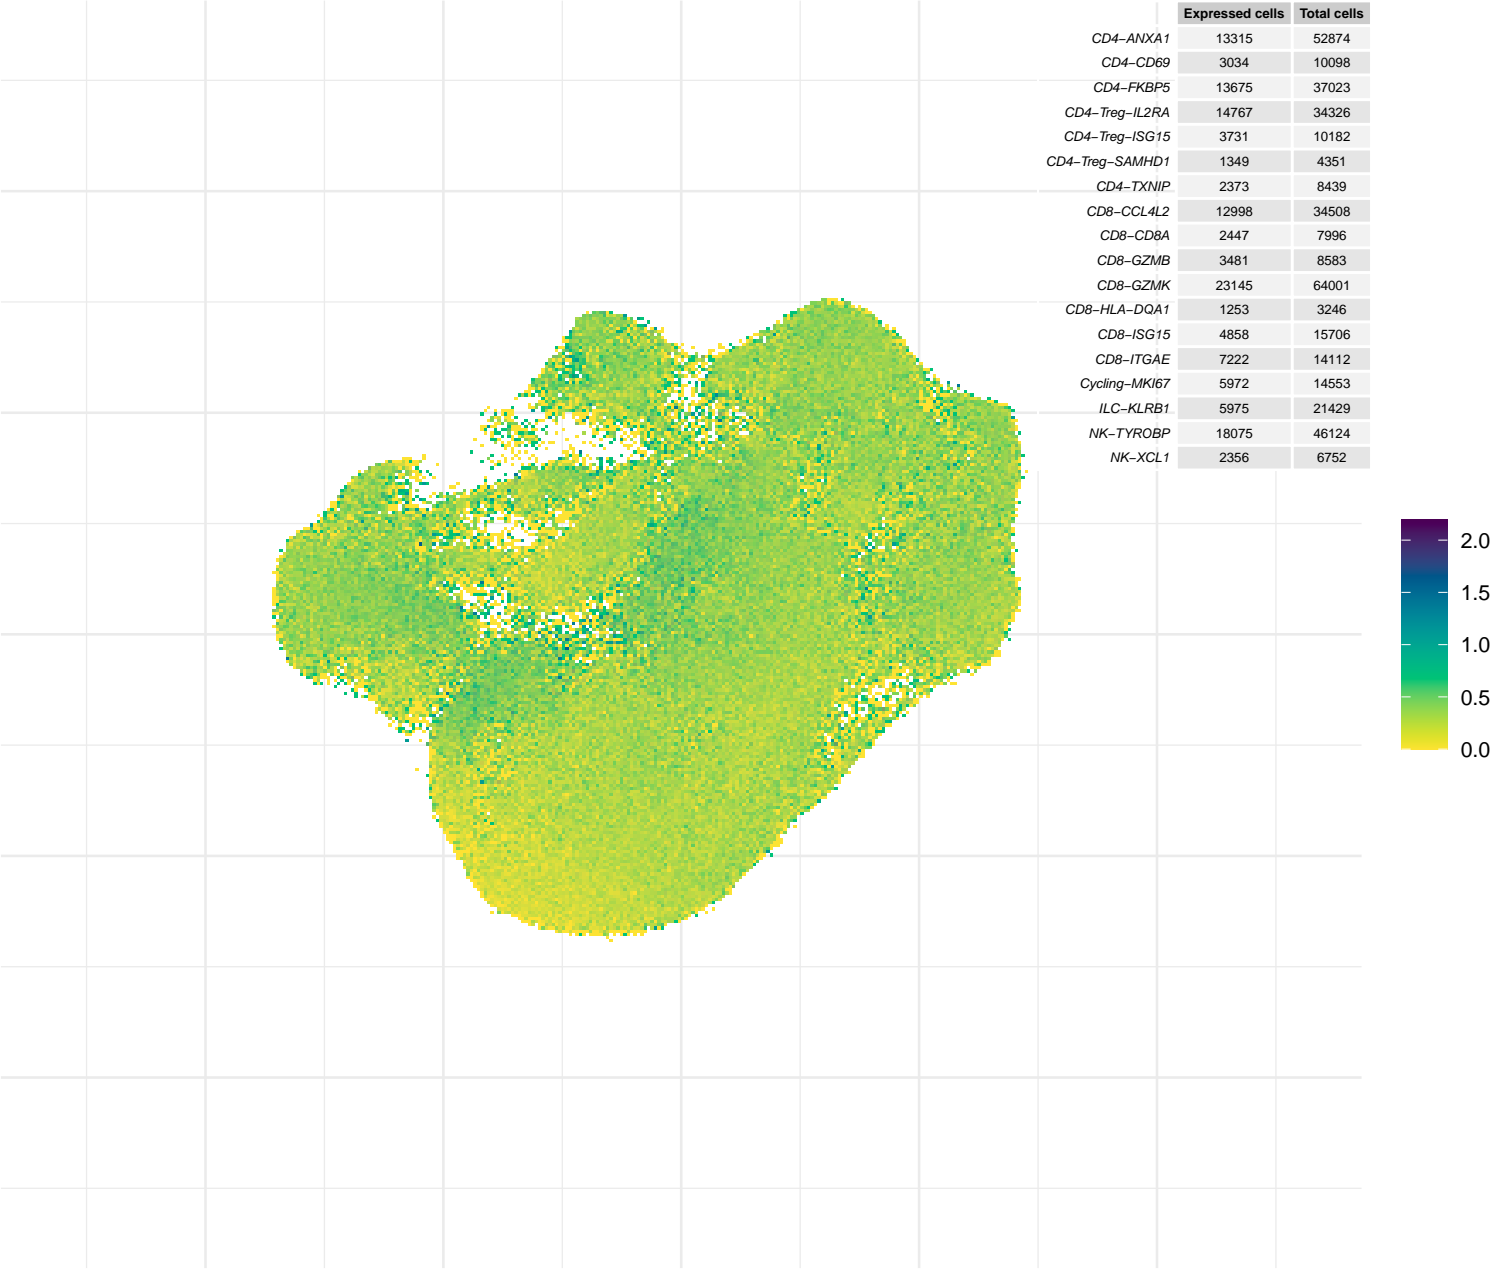 Expressed cells Total cells
CD4−ANXA1 13315 52874
CD4−CD69 3034 10098
CD4−FKBP5 13675 37023
CD4−Treg−IL2RA 14767 34326
CD4−Treg−ISG15 3731 10182
CD4−Treg−SAMHD1 1349 4351
CD4−TXNIP 2373 8439
CD8−CCL4L2 12998 34508
CD8−CD8A 2447 7996
CD8−GZMB 3481 8583
CD8−GZMK 23145 64001
CD8−HLA−DQA1 1253 3246
CD8−ISG15 4858 15706
CD8−ITGAE 7222 14112
Cycling−MKI67 5972 14553
ILC−KLRB1 5975 21429
NK−TYROBP 18075 46124
NK−XCL1 2356 6752
2.0
1.5
1.0
0.5
0.0